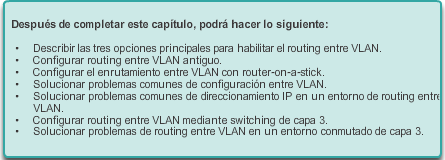 Después de completar este capítulo, podrá hacer lo siguiente:
• Describir las tres opciones principales para habilitar el routing entre VLAN.
• Configurar routing entre VLAN antiguo.
• Configurar el enrutamiento entre VLAN con router-on-a-stick.
• Solucionar problemas comunes de configuración entre VLAN.
• Solucionar problemas comunes de direccionamiento IP en un entorno de routing entre
VLAN.
• Configurar routing entre VLAN mediante switching de capa 3.
• Solucionar problemas de routing entre VLAN en un entorno conmutado de capa 3.